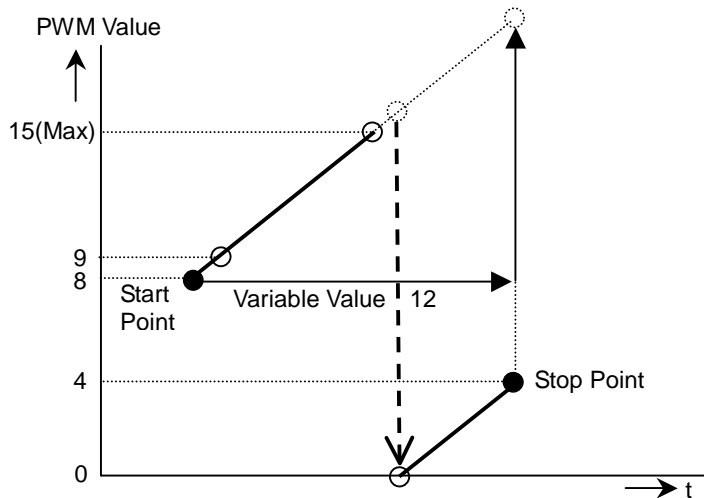 PWM Value
15(Max)
9
8
Start
Point
Variable Value 12
4
Stop Point
0
t